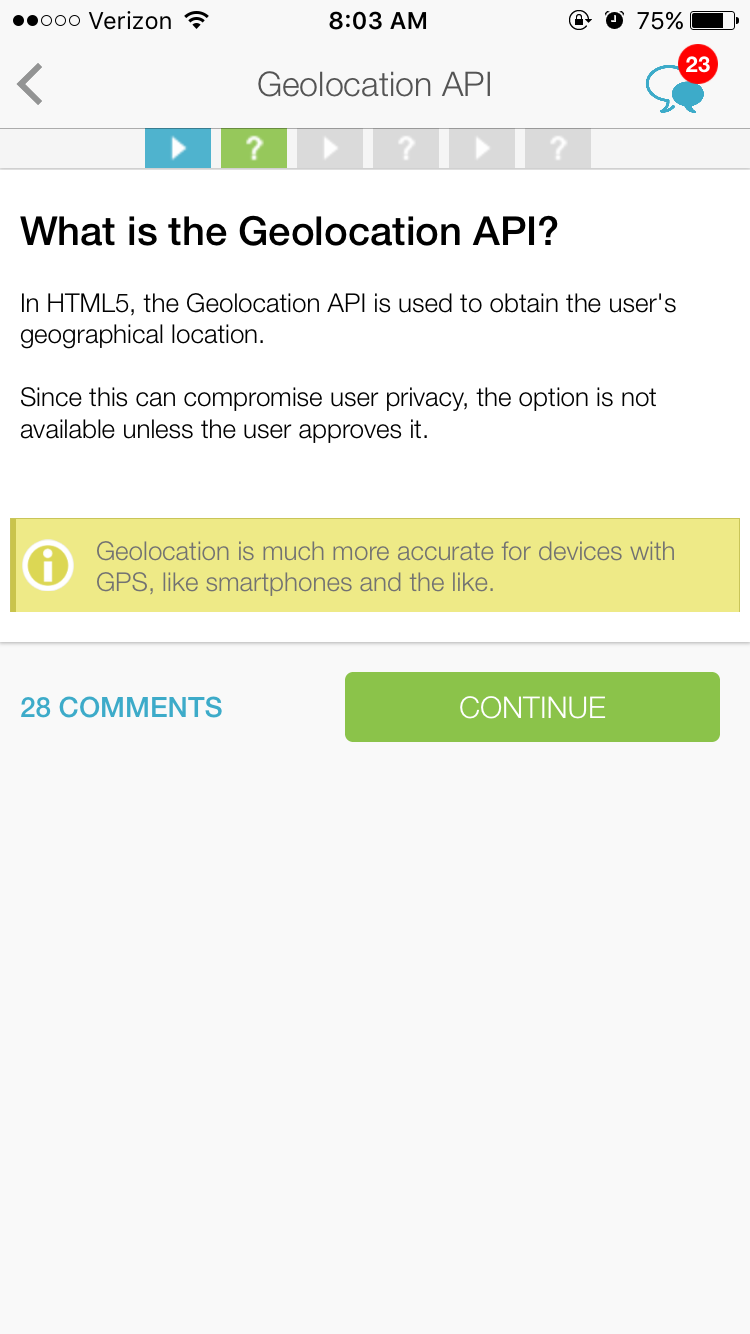 Verizon 8:03 AM 75%
Geolocation API 23
? ? ?
What is the Geolocation API?
In HTML5, the Geolocation API is used to obtain the user's
geographical location.
Since this can compromise user privacy, the option is not
available unless the user approves it.
Geolocation is much more accurate for devices with
GPS, like smartphones and the like.
28 COMMENTS CONTINUE